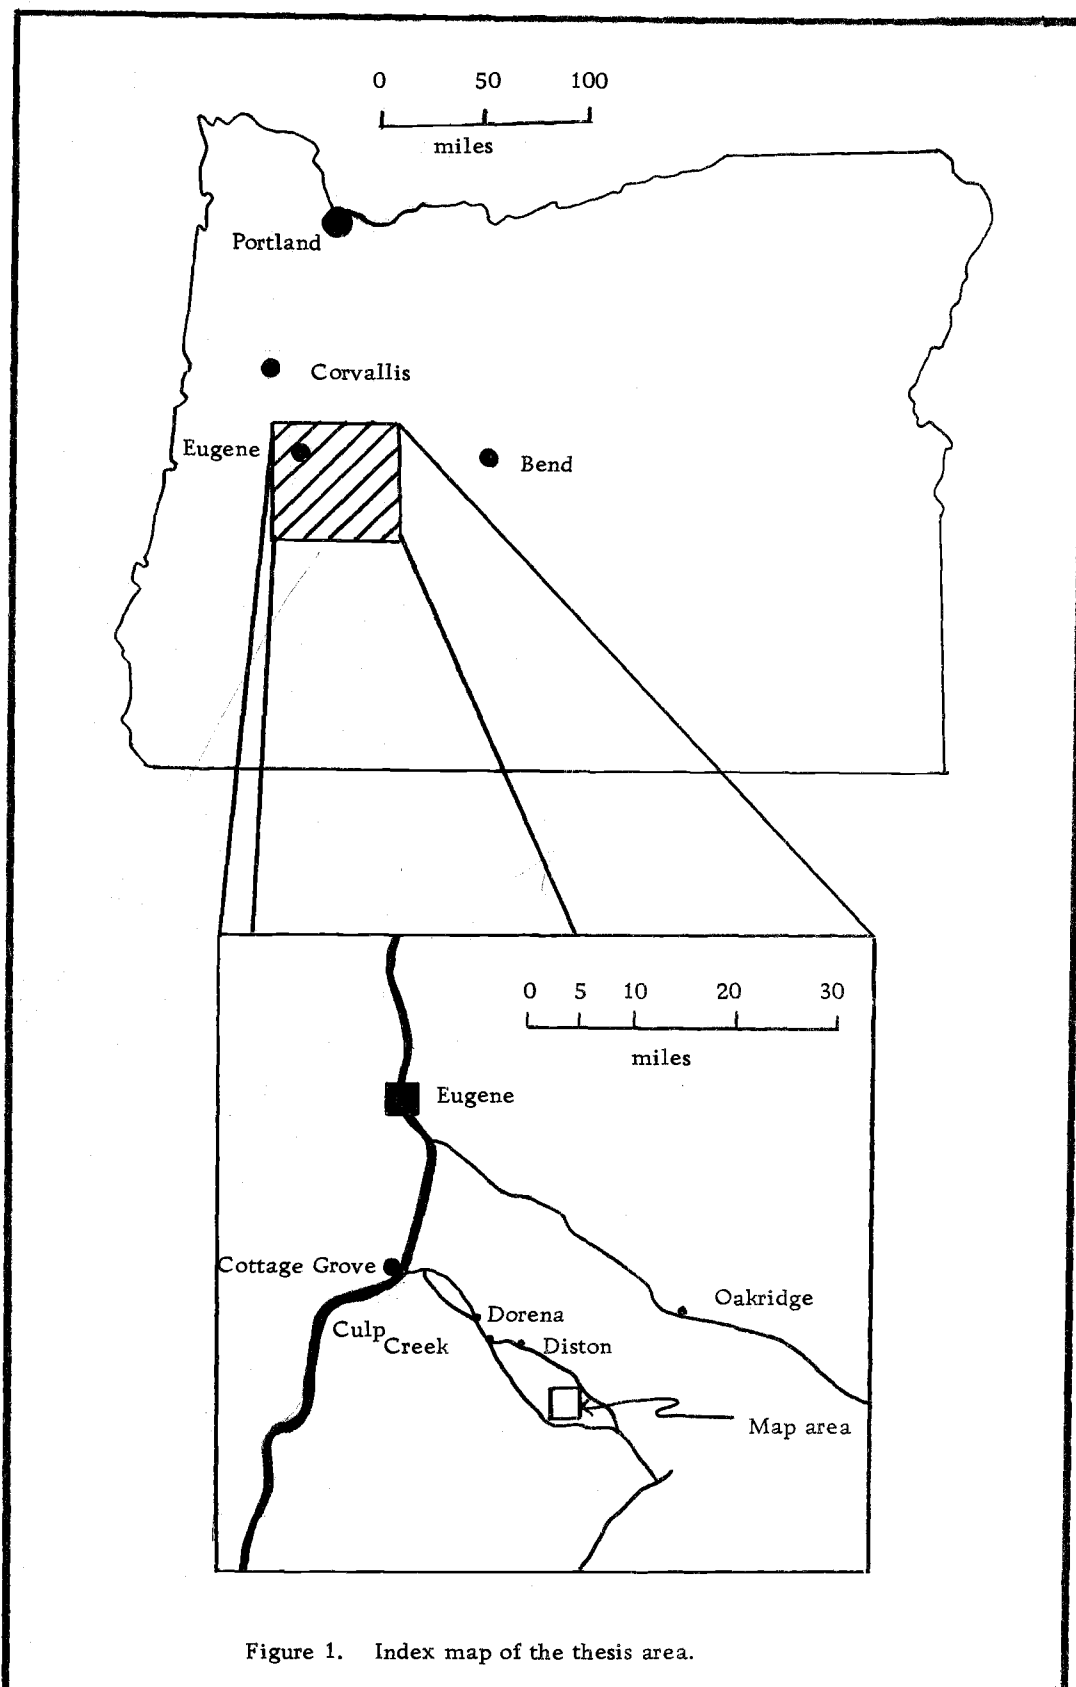 0 50 100
miles
Portland
Corvallis
Eugene
Bend
0 5 10 20 30
miles
Eugene
Cottage Grove
Oakridge
Dorena
Culp
Creek
Diston
Map area
Figure 1. Index map of the thesis area.